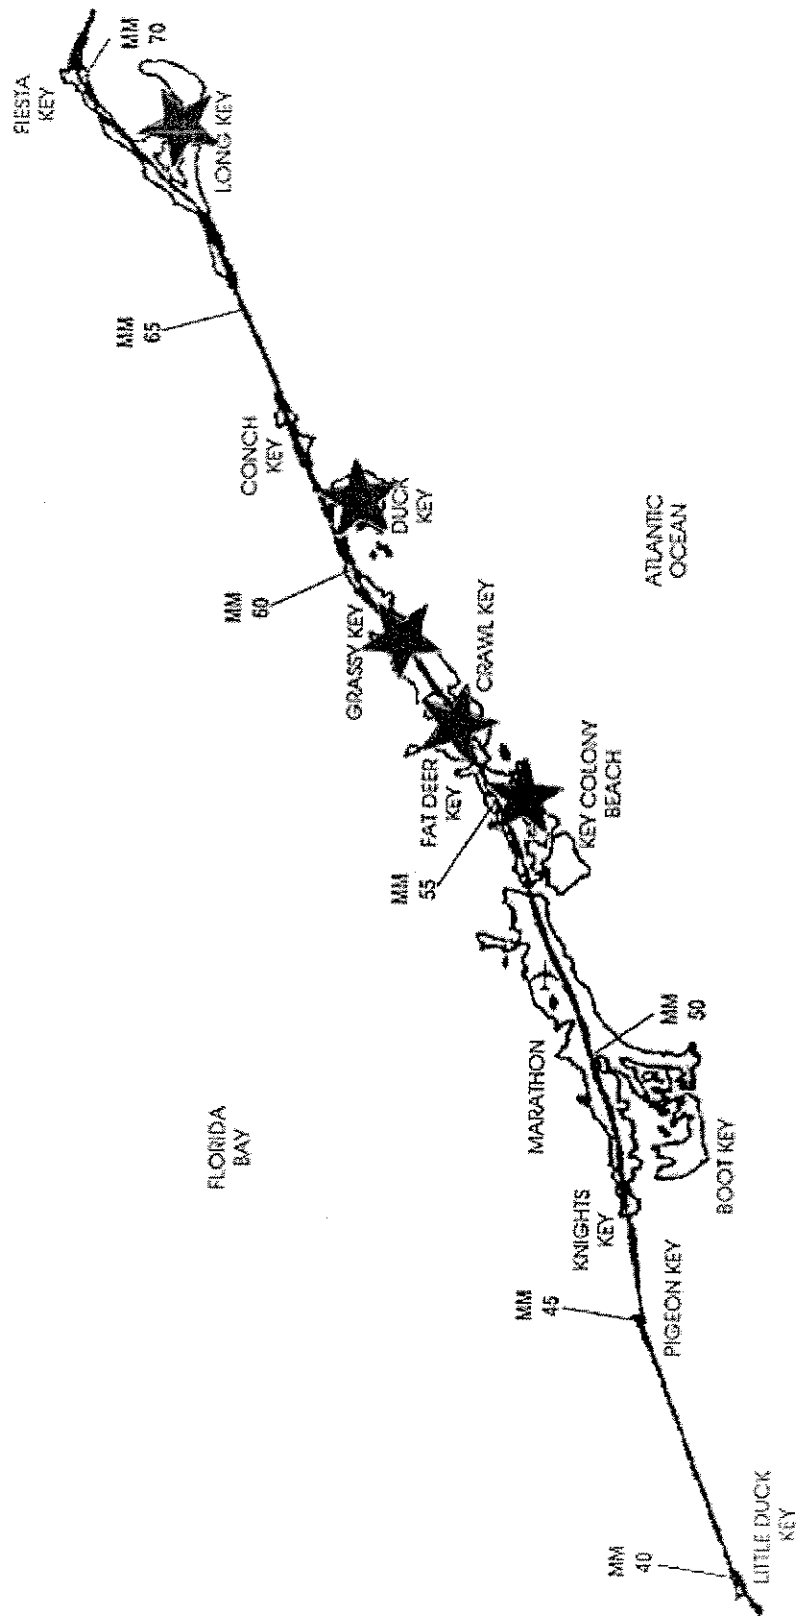 FIESTA
KEY
MM
70
LONG KEY
MM
65
CONCH
KEY
DUCK
KEY
MM
60
GRASSY KEY
CRAWL KEY
ATLANTIC
OCEAN
FAT DEER
KEY
KEY COLONY
BEACH
MM
55
MM
50
MARATHON
FLORIDA
BAY
BOOT KEY
KNIGHTS
KEY
MM
45
PIGEON KEY
MM
40
LITTLE DUCK
KEY